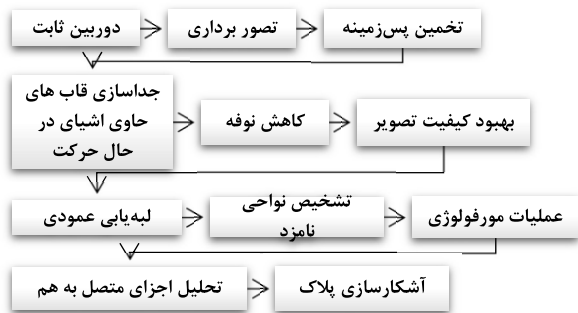 دوربین ثابت
تصور برداری
تخمین پس‌زمینه
جداسازی قاب های
حاوی اشیای در
حال حرکت
کاهش نوفه
بهبود کیفیت تصویر
لبه‌یابی عمودی
تشخیص نواحی
نامزد
عملیات مورفولوژی
تحلیل اجزای متصل به هم
آشکارسازی پلاک